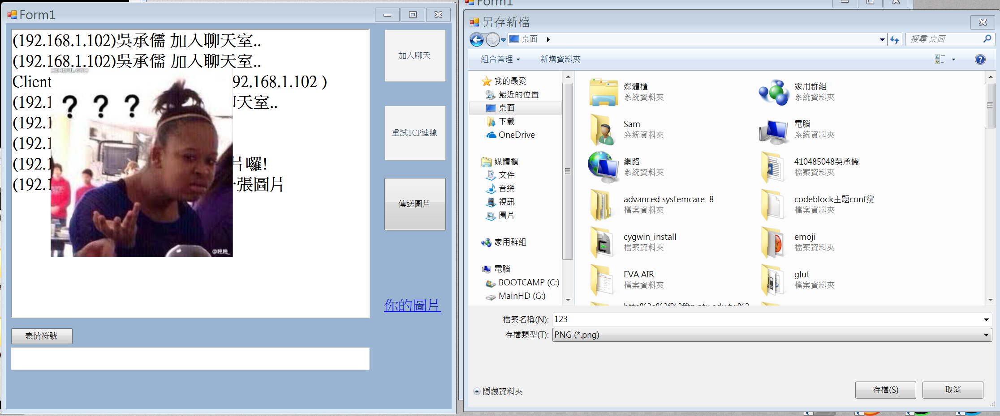 Form1
(192.168.1.102)吳承儒 加入聊天室..
(192.168.1.102)吳承儒 加入聊天室..
Client 92.168.1.102 )
(192.1 天室..
(192.1
(192.1
(192.1 片囉!
(192.1 張圖片
MEMEFUL.COM
? ? ?
加入聊天
重試TCP連線
傳送圖片
你的圖片
表情符號
Form1
另存新檔
桌面
搜尋 桌面
組合管理
新增資料夾
我的最愛
最近的位置
桌面
下載
OneDrive
媒體櫃
文件
音樂
視訊
圖片
家用群組
電腦
BOOTCAMP (C:)
MainHD (G:)
媒體櫃
系統資料夾
家用群組
系統資料夾
Sam
系統資料夾
電腦
系統資料夾
網路
系統資料夾
410485048吳承儒
檔案資料夾
advanced systemcare 8
檔案資料夾
codeblock主題conf黨
檔案資料夾
cygwin_install
檔案資料夾
emoji
檔案資料夾
EVA AIR
檔案資料夾
glut
檔案資料夾
檔案名稱(N): 123
存檔類型(T): PNG (*.png)
隱藏資料夾
存檔(S)
取消